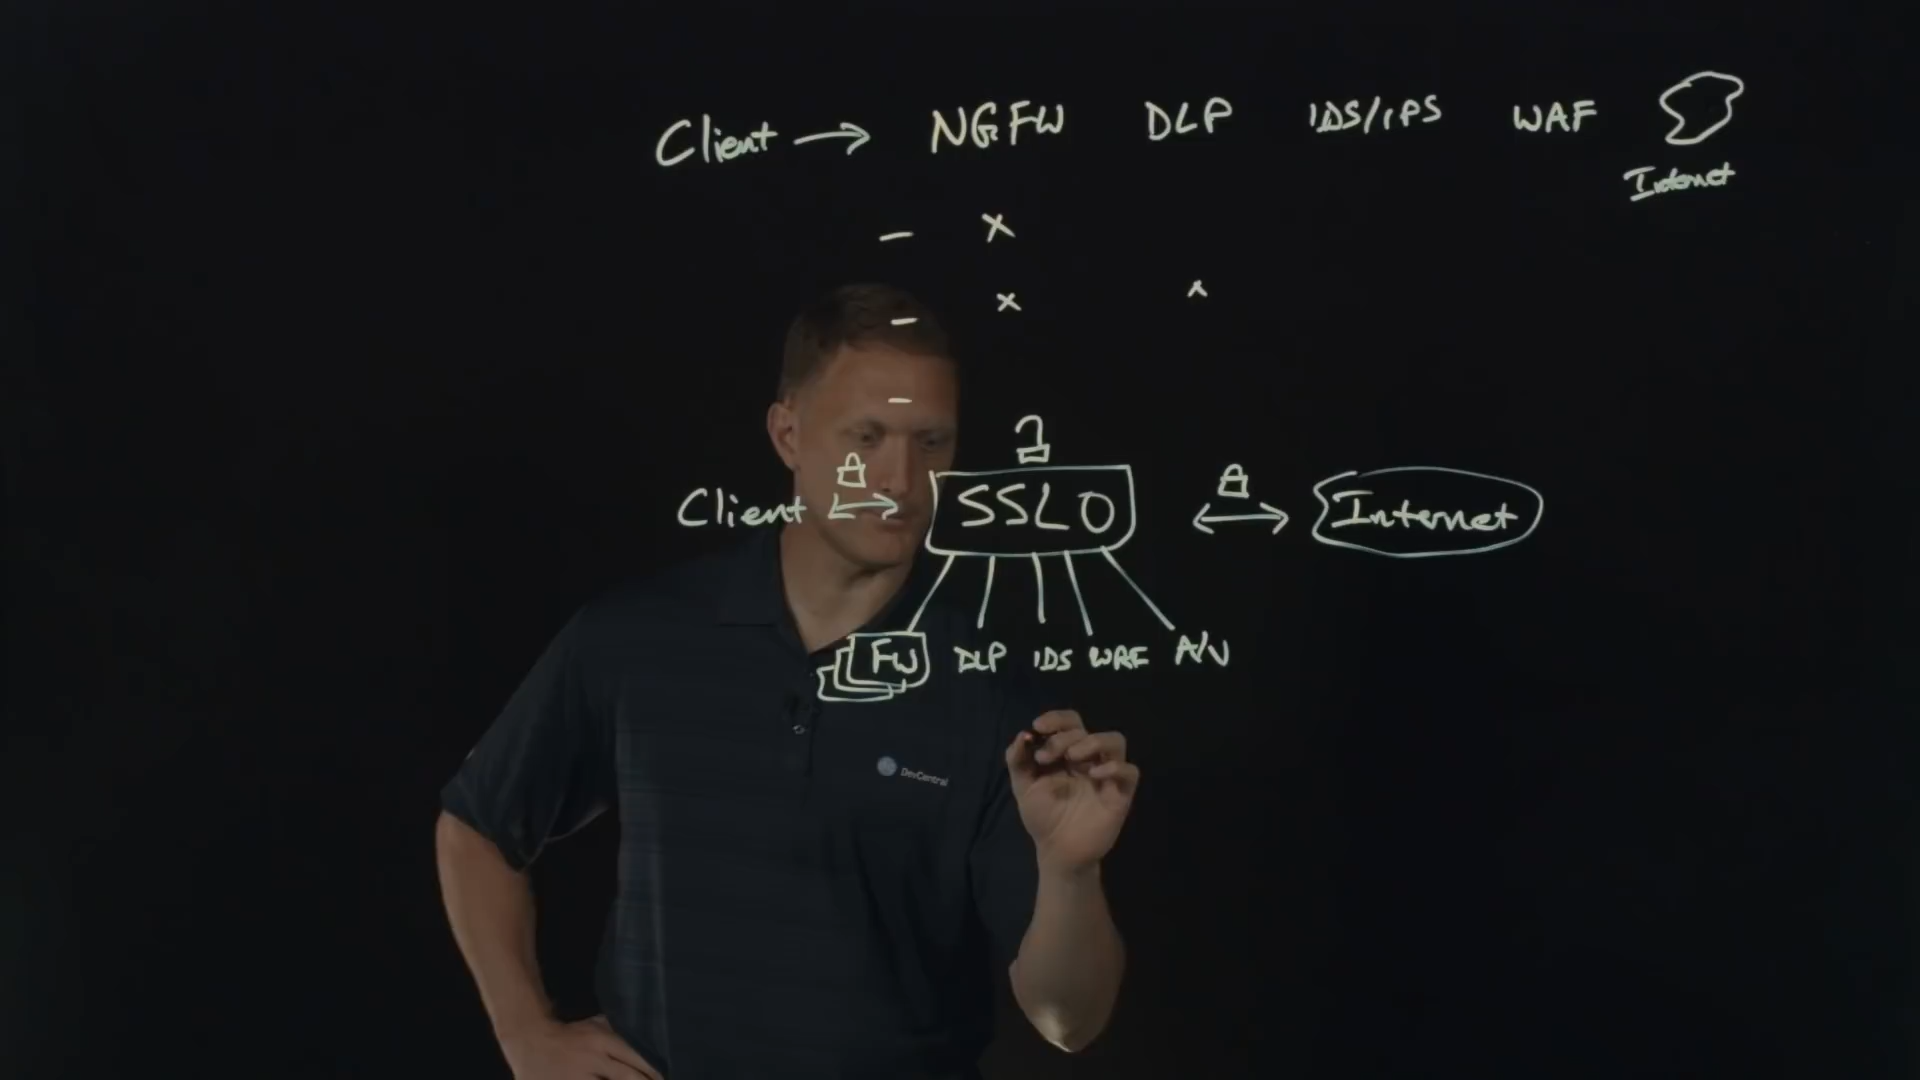 Client → NGFW DLP IDS/IPS WAF
Internet
– x
– x x
–
Client ↔ SSLO ↔ Internet
FW DLP IDS WAF A/V
DevCentral